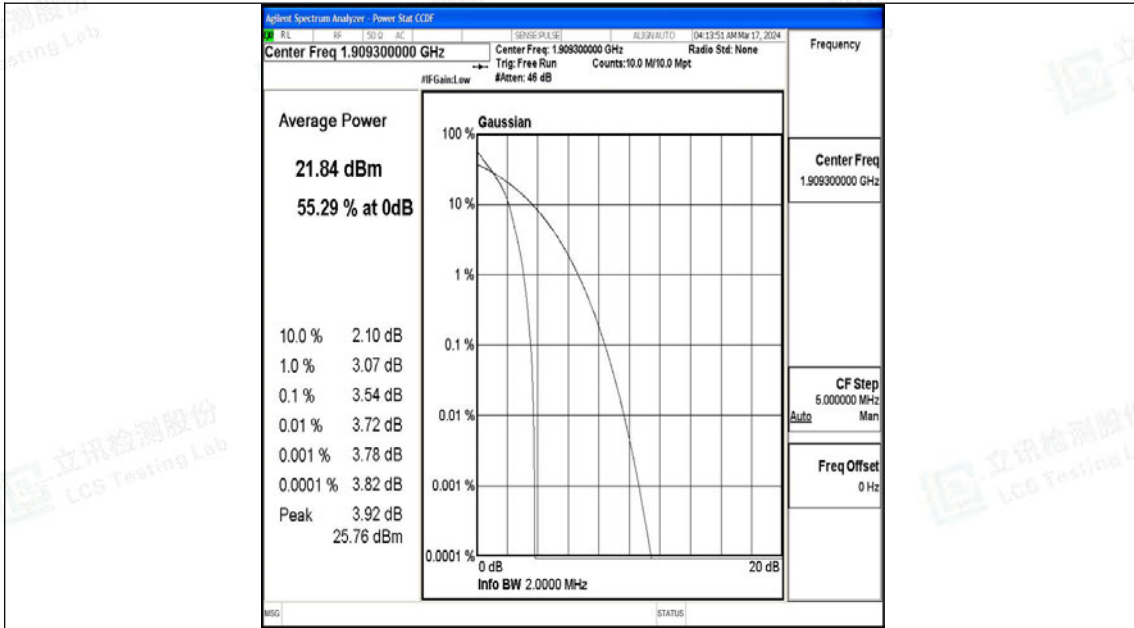 Agilent Spectrum Analyzer - Power Stat CCDF
RL RF 50 Ω AC SENSE:PULSE ALIGN AUTO 04:13:51 AM Mar 17, 2024
Center Freq 1.909300000 GHz
Center Freq: 1.909300000 GHz Radio Std: None
Trig: Free Run Counts:10.0 M/10.0 Mpt
#IFGain:Low #Atten: 46 dB
Frequency
Average Power
21.84 dBm
55.29 % at 0dB
10.0 % 2.10 dB
1.0 % 3.07 dB
0.1 % 3.54 dB
0.01 % 3.72 dB
0.001 % 3.78 dB
0.0001 % 3.82 dB
Peak 3.92 dB
25.76 dBm
Gaussian
100 %
10 %
1 %
0.1 %
0.01 %
0.001 %
0.0001 %
0 dB 20 dB
Info BW 2.0000 MHz
Center Freq
1.909300000 GHz
CF Step
5.000000 MHz
Auto Man
Freq Offset
0 Hz
MSG STATUS
立讯检测股份
LCS Testing Lab
立讯检测股份
LCS Testing L